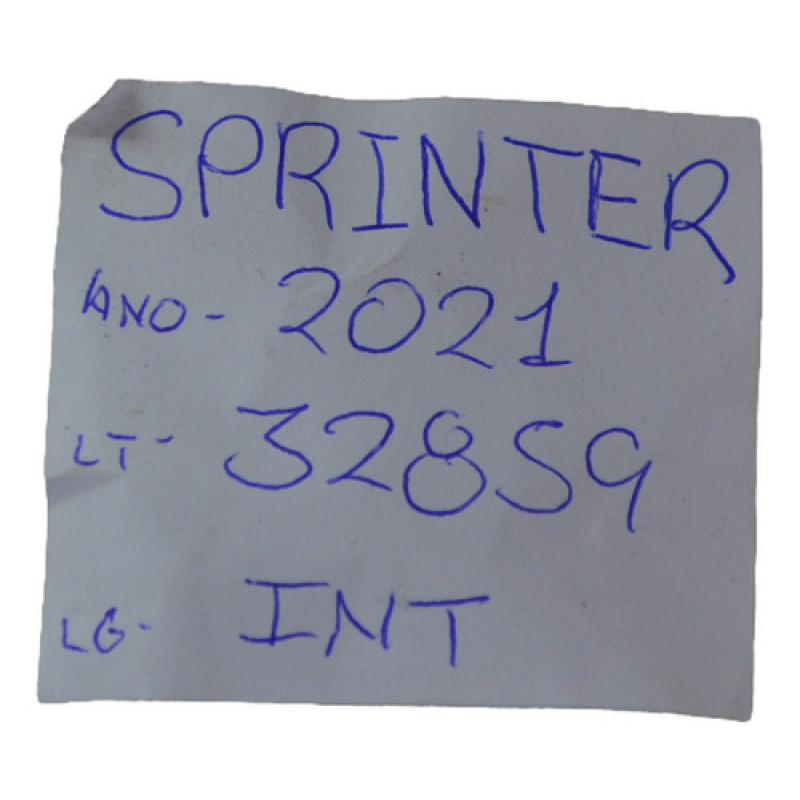 SPRINTER
ANO- 2021
LT- 32859
LG- INT